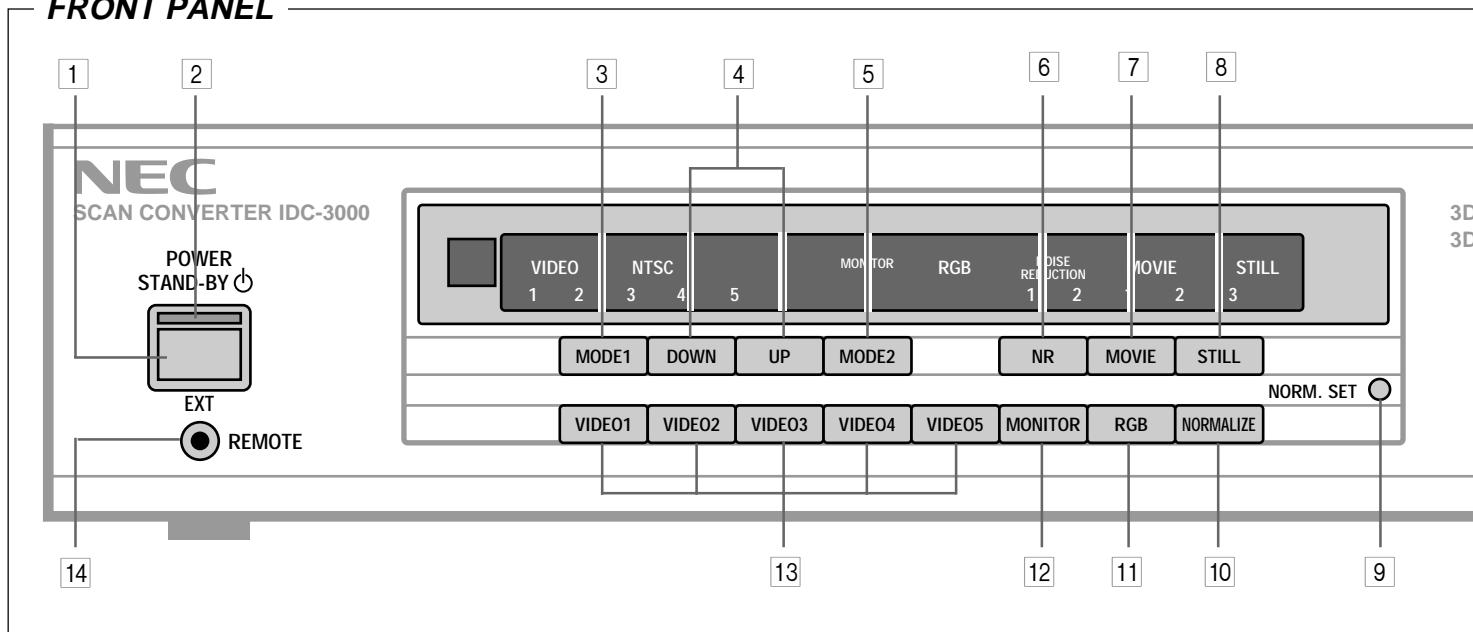 FRONT PANEL
1 2 3 4 5 6 7 8
NEC
SCAN CONVERTER IDC-3000
3D
3D
POWER
STAND-BY
VIDEO NTSC MONITOR RGB NOISE REDUCTION MOVIE STILL
1 2 3 4 5 1 2 1 2 3
MODE1 DOWN UP MODE2 NR MOVIE STILL
NORM. SET
EXT
REMOTE
VIDEO1 VIDEO2 VIDEO3 VIDEO4 VIDEO5 MONITOR RGB NORMALIZE
14 13 12 11 10 9